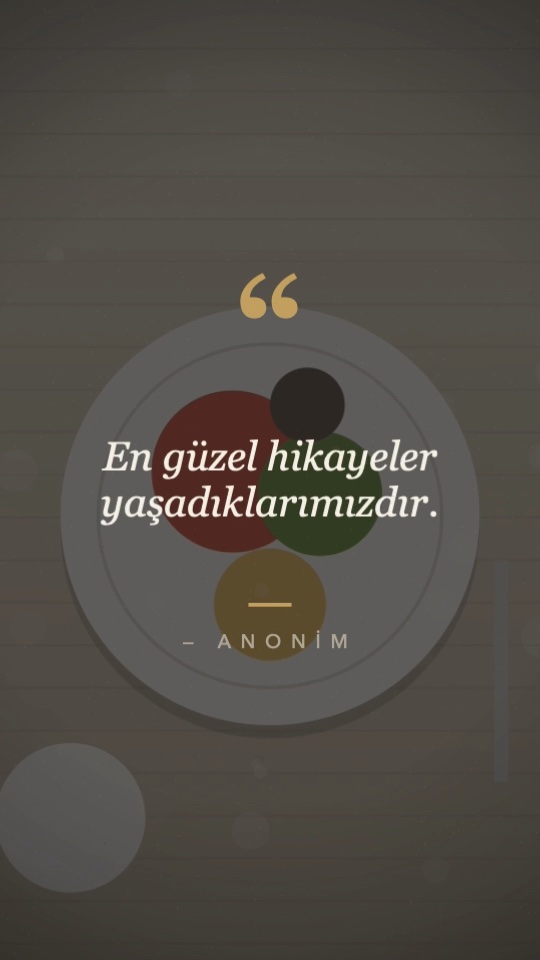 “
En güzel hikayeler
yaşadıklarımızdır.
– ANONİM